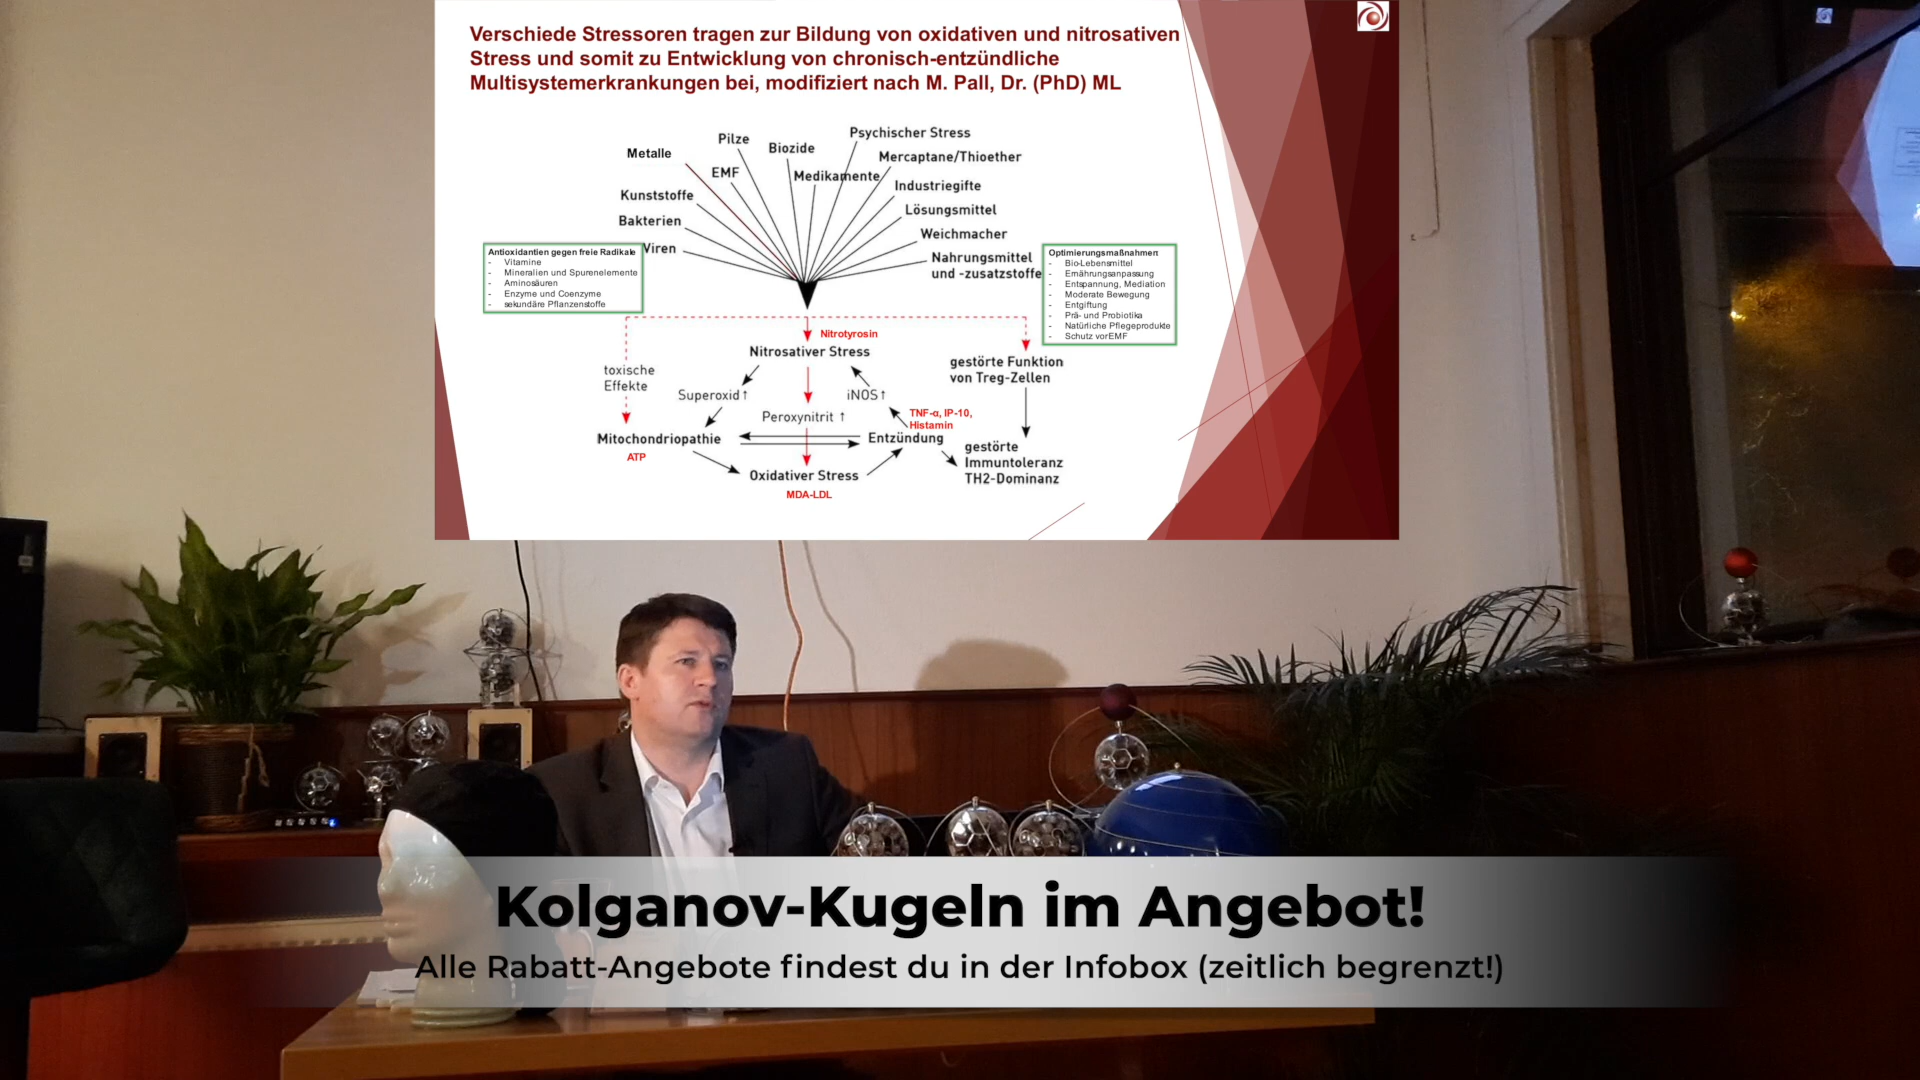 Verschiede Stressoren tragen zur Bildung von oxidativen und nitrosativen
Stress und somit zu Entwicklung von chronisch-entzündliche
Multisystemerkrankungen bei, modifiziert nach M. Pall, Dr. (PhD) ML
Psychischer Stress
Pilze
Biozide
Metalle
Mercaptane/Thioether
EMF
Medikamente
Industriegifte
Kunststoffe
Lösungsmittel
Bakterien
Weichmacher
Viren
Nahrungsmittel
und -zusatzstoffe
Antioxidantien gegen freie Radikale
- Vitamine
- Mineralien und Spurenelemente
- Aminosäuren
- Enzyme und Coenzyme
- sekundäre Pflanzenstoffe
Optimierungsmaßnahmen
- Bio-Lebensmittel
- Ernährungsanpassung
- Entspannung, Mediation
- Moderate Bewegung
- Entgiftung
- Prä- und Probiotika
- Natürliche Pflegeprodukte
- Schutz vor EMF
Nitrotyrosin
Nitrosativer Stress
gestörte Funktion
von Treg-Zellen
toxische
Effekte
Superoxid ↑
iNOS ↑
Peroxynitrit ↑
TNF-α, IP-10,
Histamin
Mitochondriopathie
Entzündung
ATP
gestörte
Immuntoleranz
TH2-Dominanz
Oxidativer Stress
MDA-LDL
Kolganov-Kugeln im Angebot!
Alle Rabatt-Angebote findest du in der Infobox (zeitlich begrenzt!)